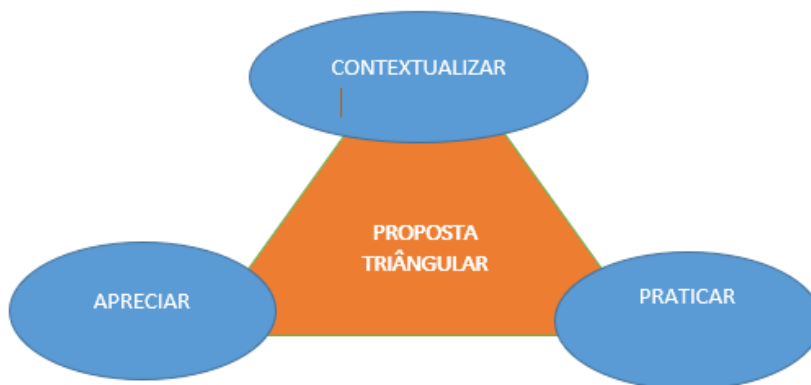 CONTEXTUALIZAR
PROPOSTA
TRIÂNGULAR
APRECIAR
PRATICAR